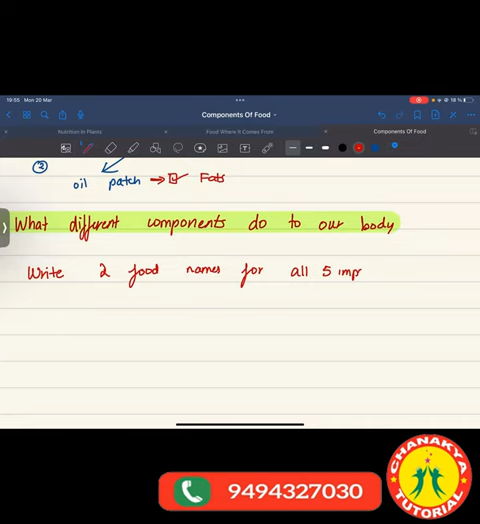 19:55 Mon 20 Mar
18 %
Components Of Food
Nutrition In Plants
Food Where It Comes From
Components Of Food
③
oil patch → Fats
What different components do to our body
Write 2 food names for all 5 impr
9494327030
CHANAKYA
TUTORIAL